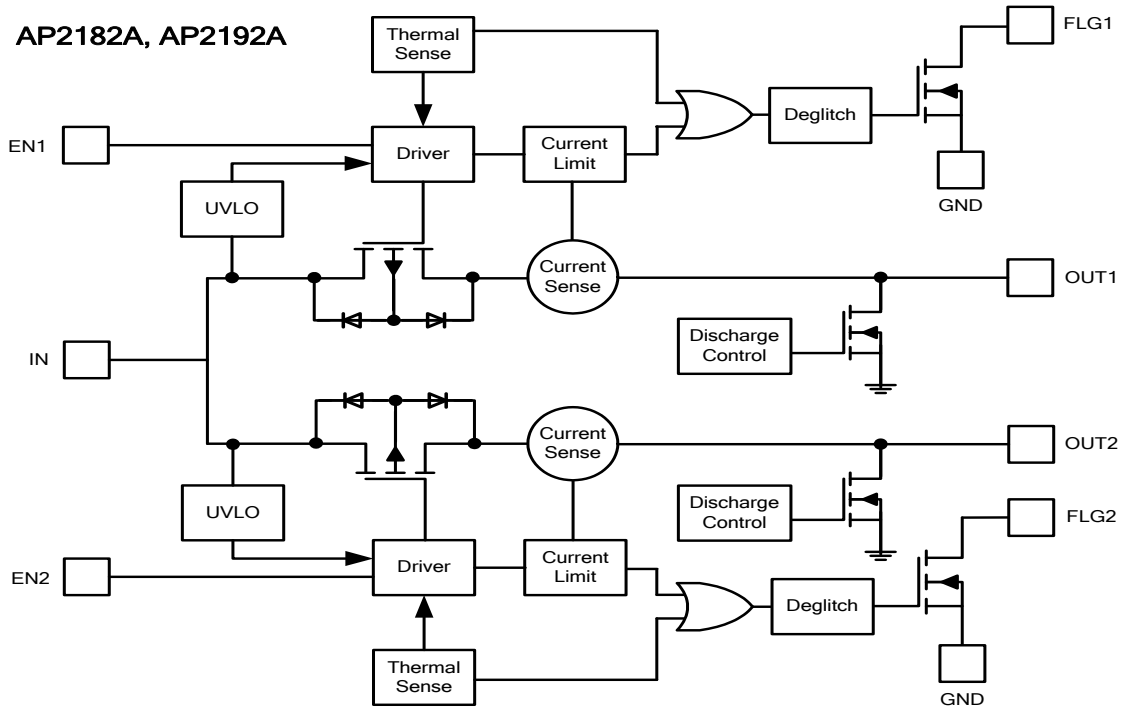 AP2182A, AP2192A
Thermal
Sense
FLG1
Deglitch
EN1
Driver
Current
Limit
GND
UVLO
Current
Sense
OUT1
Discharge
Control
IN
Current
Sense
OUT2
Discharge
Control
UVLO
FLG2
Driver
Current
Limit
EN2
Deglitch
Thermal
Sense
GND